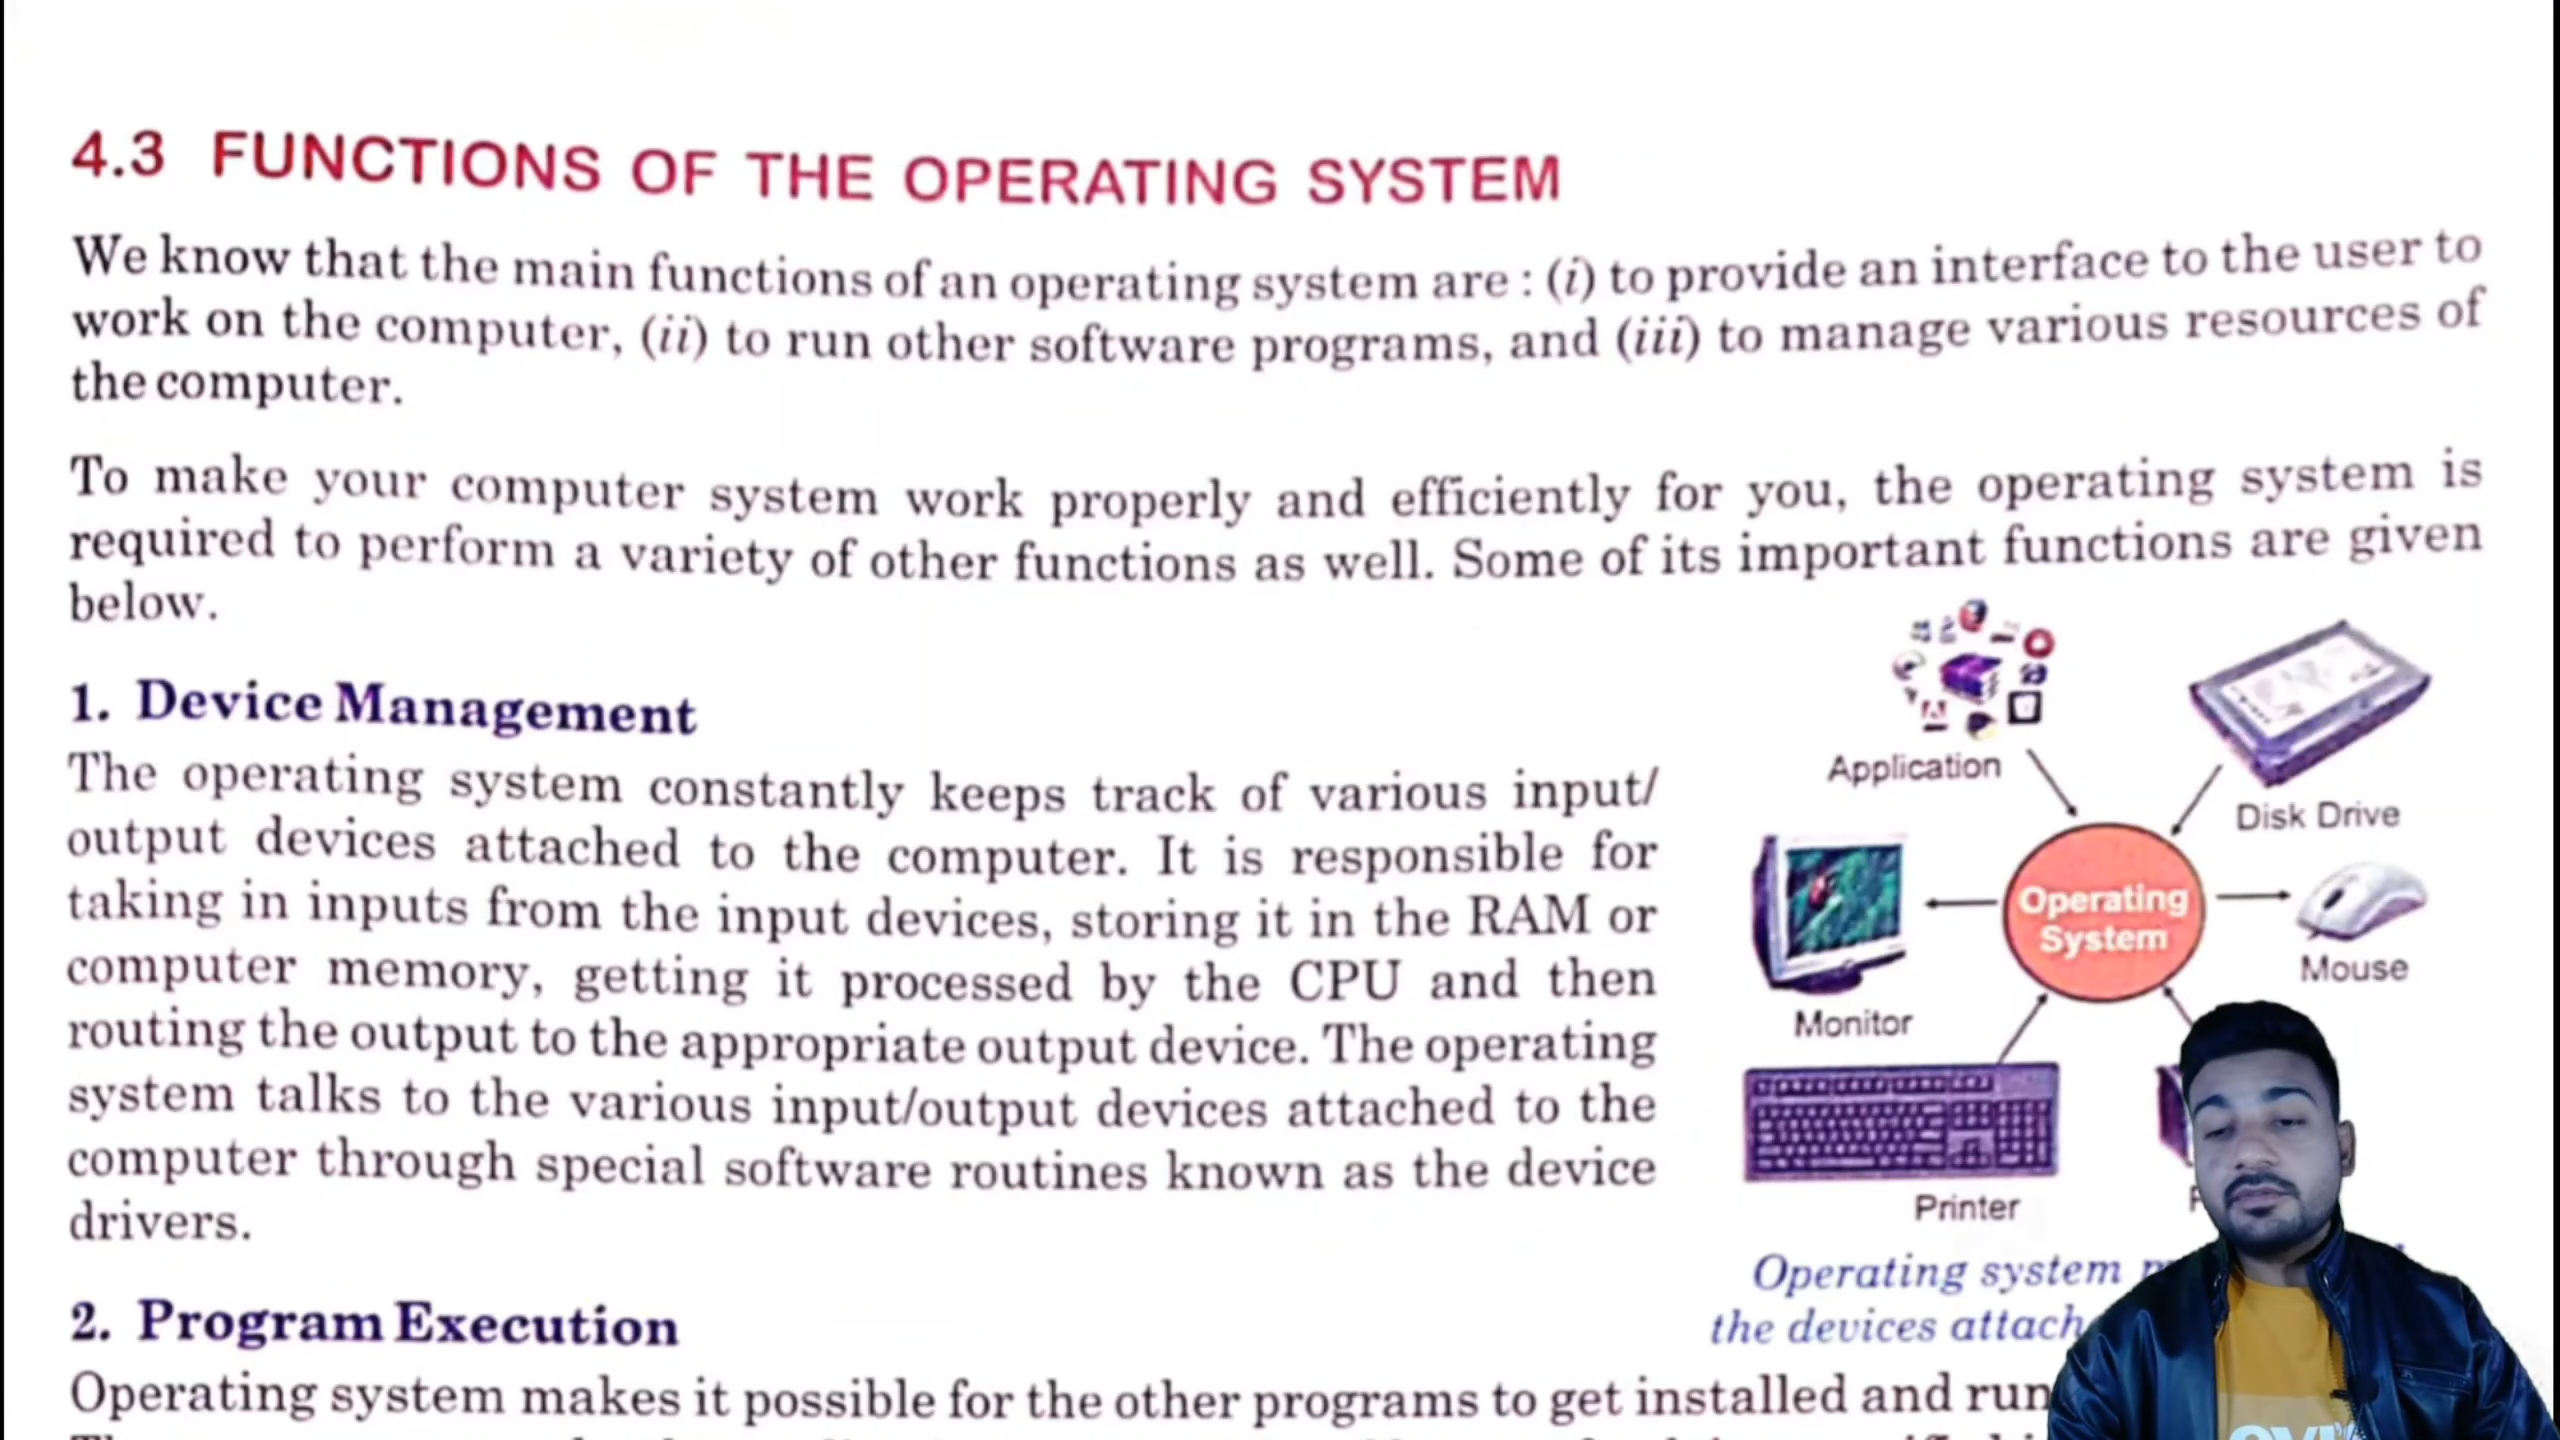 4.3 FUNCTIONS OF THE OPERATING SYSTEM
We know that the main functions of an operating system are : (i) to provide an interface to the user to
work on the computer, (ii) to run other software programs, and (iii) to manage various resources of
the computer.
To make your computer system work properly and efficiently for you, the operating system is
required to perform a variety of other functions as well. Some of its important functions are given
below.
1. Device Management
The operating system constantly keeps track of various input/
output devices attached to the computer. It is responsible for
taking in inputs from the input devices, storing it in the RAM or
computer memory, getting it processed by the CPU and then
routing the output to the appropriate output device. The operating
system talks to the various input/output devices attached to the
computer through special software routines known as the device
drivers.
Application
Disk Drive
Operating
System
Mouse
Monitor
Printer
Operating system
the devices attach
2. Program Execution
Operating system makes it possible for the other programs to get installed and run